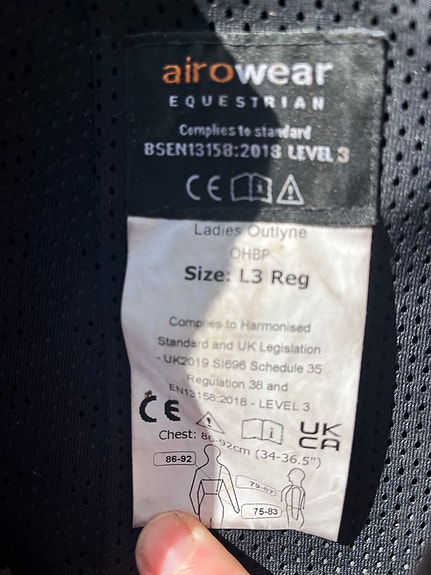 airowear
EQUESTRIAN
Complies to standard
BSEN13158:2018 LEVEL 3
CE
Ladies Outlyne
OHBP
Size: L3 Reg
Complies to Harmonised
Standard and UK Legislation
- UK2019 SI696 Schedule 35
Regulation 38 and
EN13158:2018 - LEVEL 3
CE
UK
CA
Chest: 86-92cm (34-36.5")
86-92
75-83